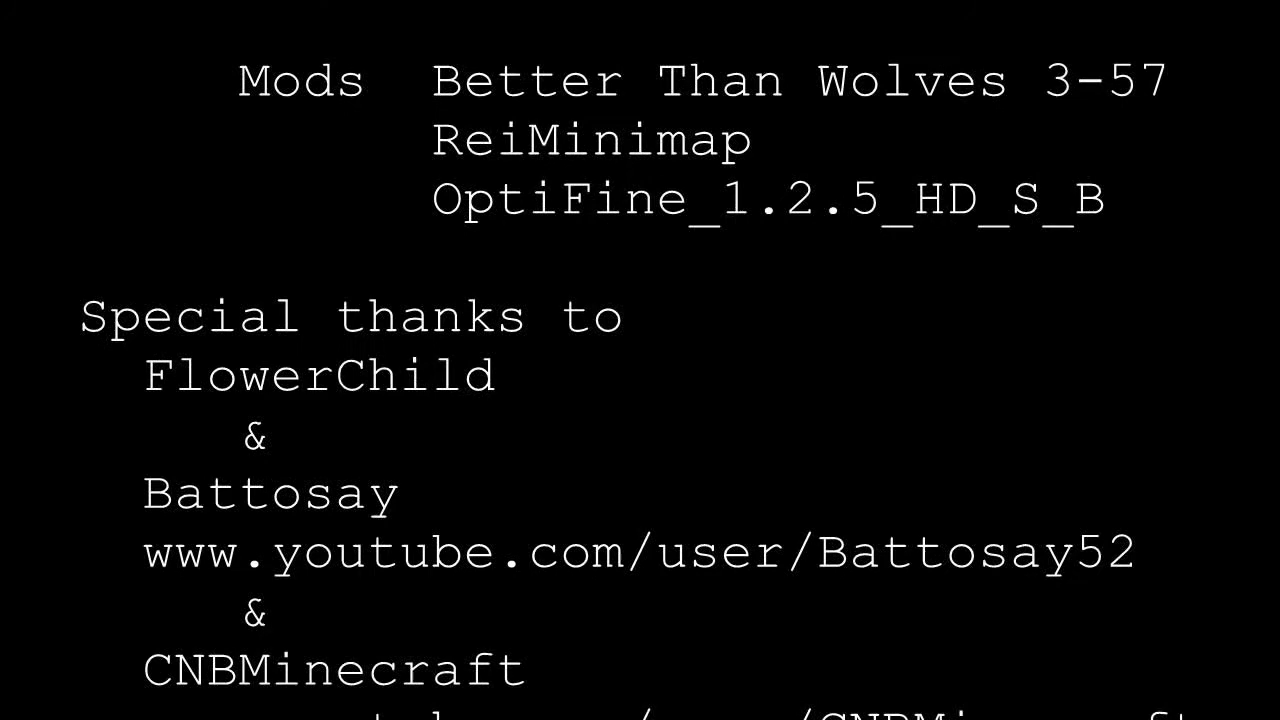 Mods Better Than Wolves 3-57
ReiMinimap
OptiFine_1.2.5_HD_S_B
Special thanks to
FlowerChild
&
Battosay
www.youtube.com/user/Battosay52
&
CNBMinecraft